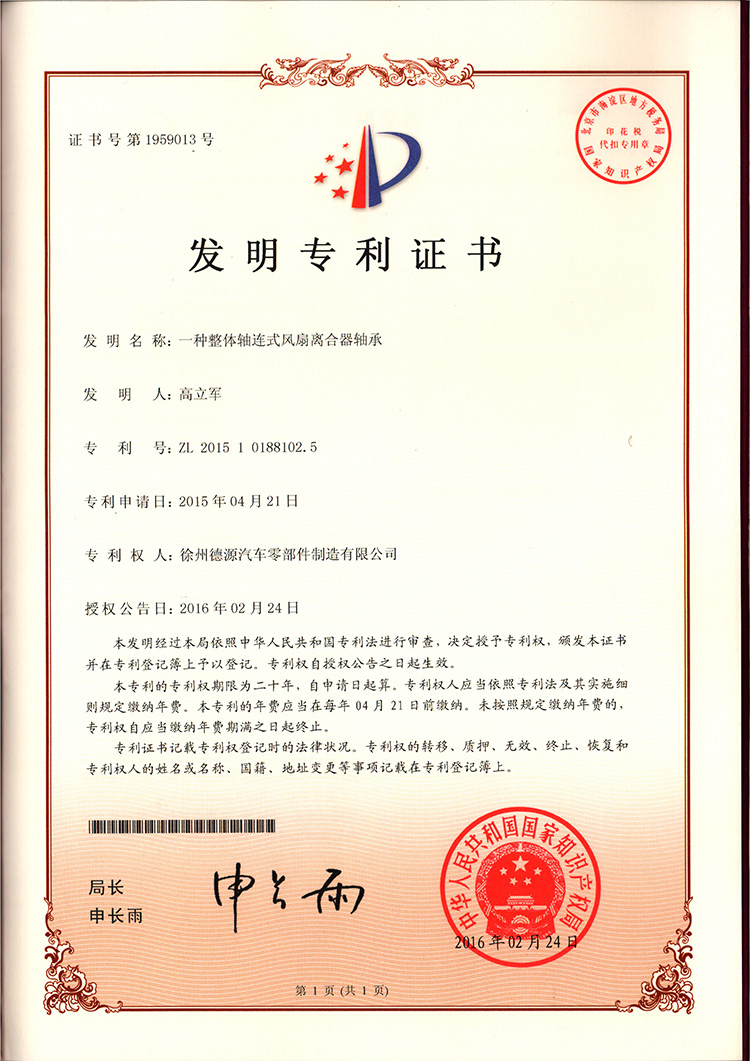 证书号第1959013号
北京市海淀区地方税务局
印花税
代扣专用章
国家知识产权局
发明专利证书
发明名称：一种整体轴连式风扇离合器轴承
发明人：高立军
专利号：ZL 2015 1 0188102.5
专利申请日：2015年04月21日
专利权人：徐州德源汽车零部件制造有限公司
授权公告日：2016年02月24日
本发明经过本局依照中华人民共和国专利法进行审查，决定授予专利权，颁发本证书
并在专利登记簿上予以登记。专利权自授权公告之日起生效。
本专利的专利权期限为二十年，自申请日起算。专利权人应当依照专利法及其实施细
则规定缴纳年费。本专利的年费应当在每年04月21日前缴纳。未按照规定缴纳年费的，
专利权自应当缴纳年费期满之日起终止。
专利证书记载专利权登记时的法律状况。专利权的转移、质押、无效、终止、恢复和
专利权人的姓名或名称、国籍、地址变更等事项记载在专利登记簿上。
局长
申长雨
申长雨
中华人民共和国国家知识产权局
2016年02月24日
第1页(共1页)